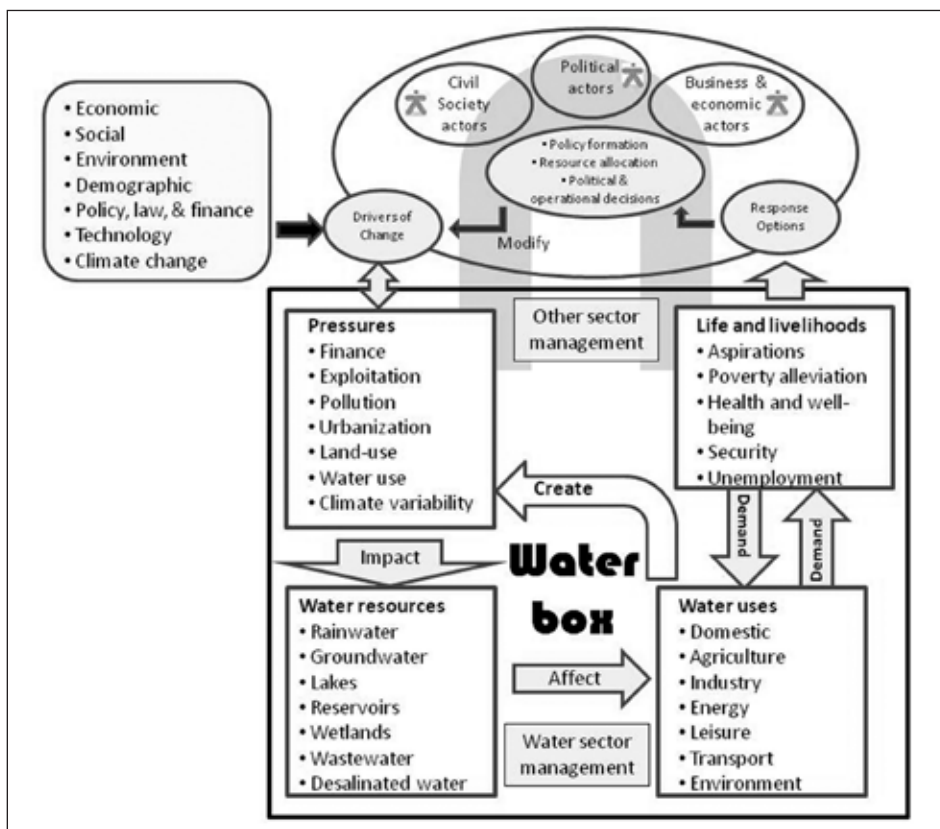 • Economic
• Social
• Environment
• Demographic
• Policy, law, & finance
• Technology
• Climate change
Civil
Society
actors
Political
actors
Business &
economic
actors
• Policy formation
• Resource allocation
• Political &
operational decisions
Drivers of
Change
Modify
Response
Options
Pressures
• Finance
• Exploitation
• Pollution
• Urbanization
• Land-use
• Water use
• Climate variability
Other sector
management
Life and livelihoods
• Aspirations
• Poverty alleviation
• Health and well-
being
• Security
• Unemployment
Create
Demand
Demand
Impact
Water
box
Water resources
• Rainwater
• Groundwater
• Lakes
• Reservoirs
• Wetlands
• Wastewater
• Desalinated water
Affect
Water sector
management
Water uses
• Domestic
• Agriculture
• Industry
• Energy
• Leisure
• Transport
• Environment